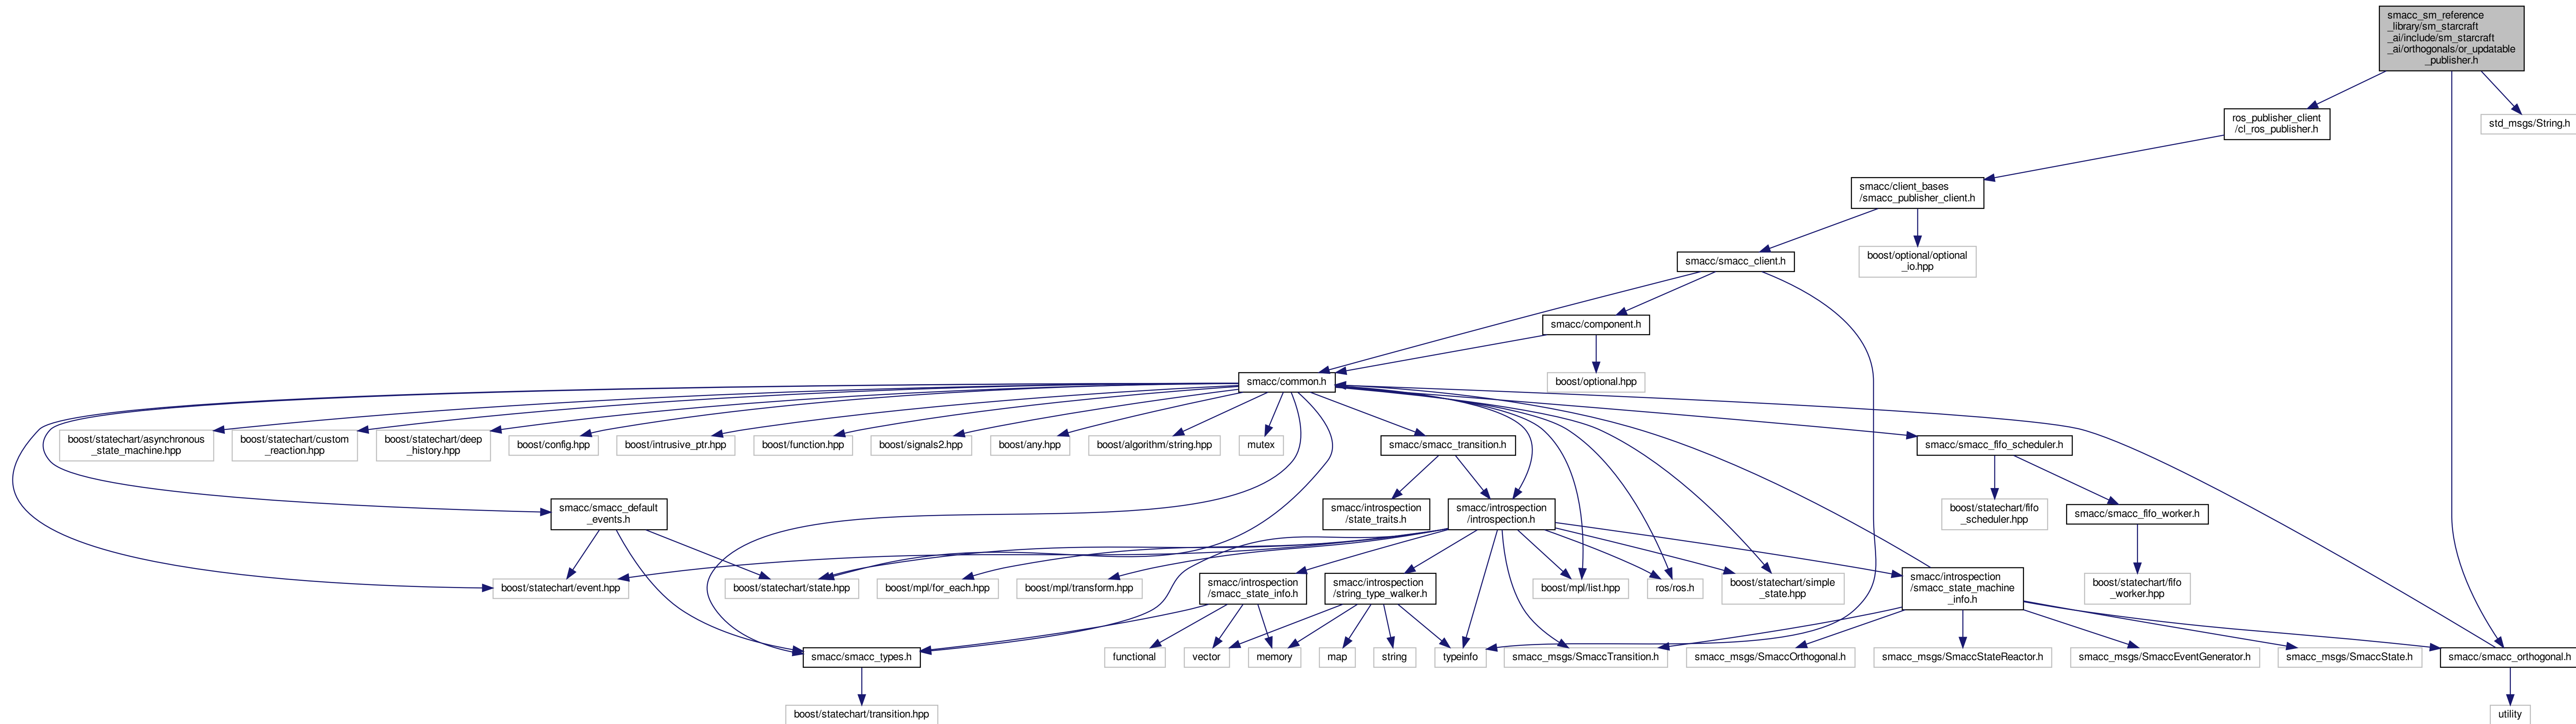 smacc_sm_reference
_library/sm_starcraft
_ai/include/sm_starcraft
_ai/orthogonals/or_updatable
_publisher.h
ros_publisher_client
/cl_ros_publisher.h
std_msgs/String.h
smacc/client_bases
/smacc_publisher_client.h
smacc/smacc_client.h
boost/optional/optional
_io.hpp
smacc/component.h
smacc/common.h
boost/optional.hpp
boost/statechart/asynchronous
_state_machine.hpp
boost/statechart/custom
_reaction.hpp
boost/statechart/deep
_history.hpp
boost/config.hpp
boost/intrusive_ptr.hpp
boost/function.hpp
boost/signals2.hpp
boost/any.hpp
boost/algorithm/string.hpp
mutex
smacc/smacc_transition.h
smacc/smacc_fifo_scheduler.h
smacc/smacc_default
_events.h
smacc/introspection
/state_traits.h
smacc/introspection
/introspection.h
boost/statechart/fifo
_scheduler.hpp
smacc/smacc_fifo_worker.h
boost/statechart/event.hpp
boost/statechart/state.hpp
boost/mpl/for_each.hpp
boost/mpl/transform.hpp
smacc/introspection
/smacc_state_info.h
smacc/introspection
/string_type_walker.h
boost/mpl/list.hpp
ros/ros.h
boost/statechart/simple
_state.hpp
smacc/introspection
/smacc_state_machine
_info.h
boost/statechart/fifo
_worker.hpp
smacc/smacc_types.h
functional
vector
memory
map
string
typeinfo
smacc_msgs/SmaccTransition.h
smacc_msgs/SmaccOrthogonal.h
smacc_msgs/SmaccStateReactor.h
smacc_msgs/SmaccEventGenerator.h
smacc_msgs/SmaccState.h
smacc/smacc_orthogonal.h
boost/statechart/transition.hpp
utility